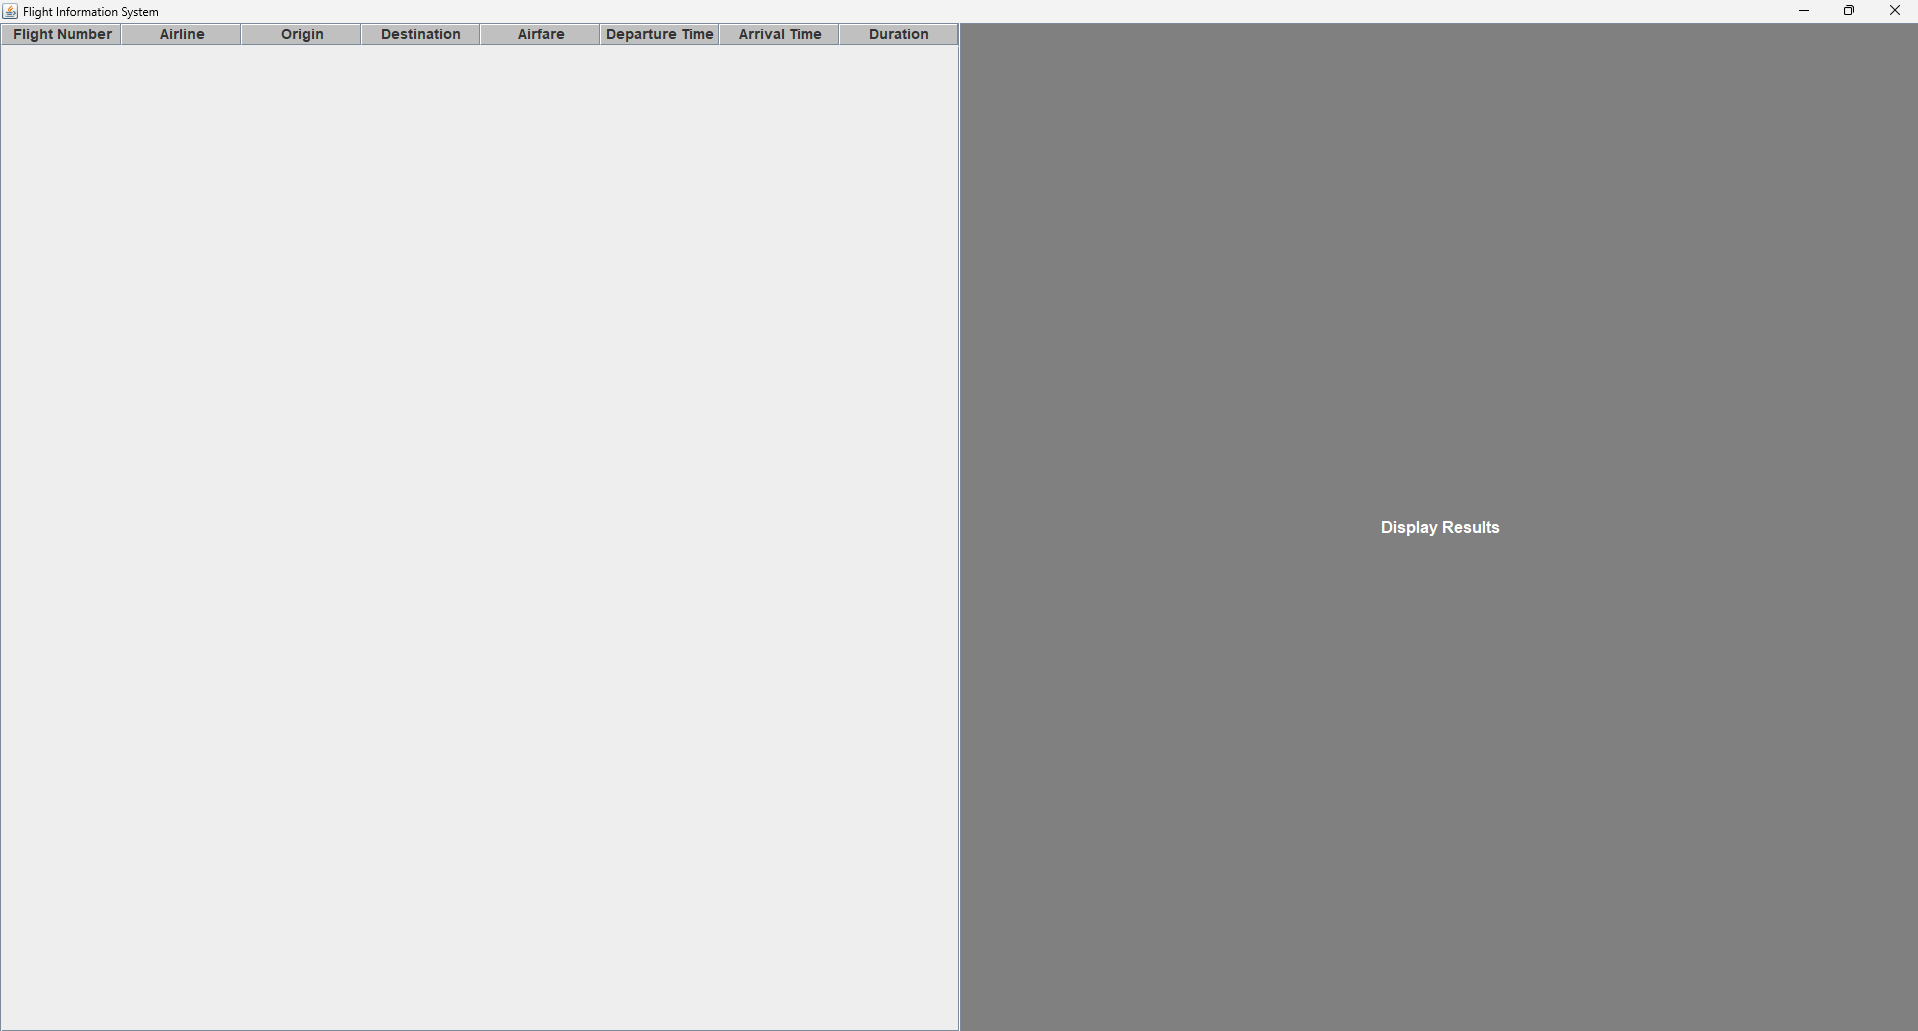 Flight Information System
Flight Number Airline Origin Destination Airfare Departure Time Arrival Time Duration
Display Results